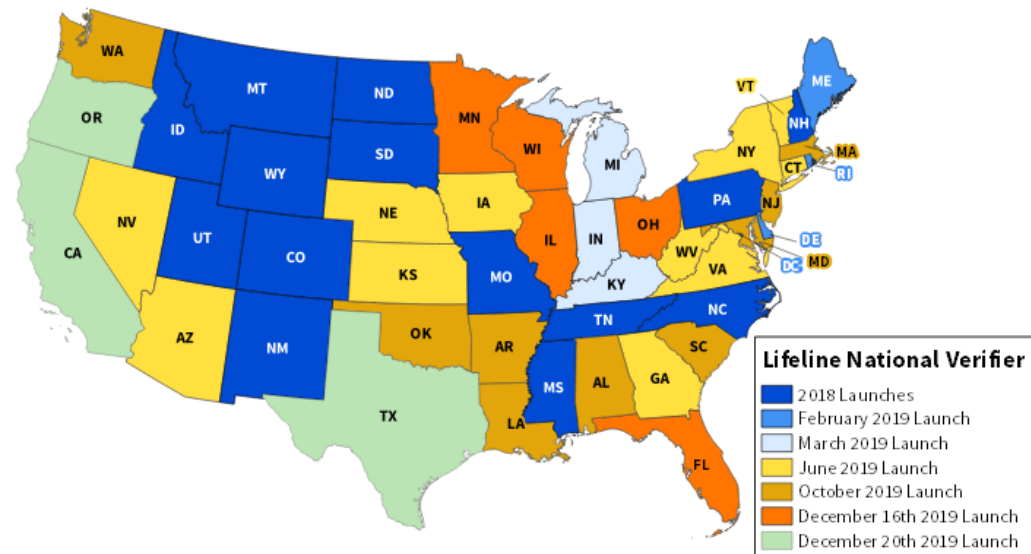 WA
MT
ND
MN
OR
ID
SD
WI
MI
WY
NV
UT
CO
NE
IA
CA
KS
MO
IL
IN
OH
KY
WV
VA
PA
NY
VT
NH
ME
MA
RI
CT
NJ
DE
MD
DC
AZ
NM
OK
AR
TN
NC
SC
TX
LA
MS
AL
GA
FL
Lifeline National Verifier
2018 Launches
February 2019 Launch
March 2019 Launch
June 2019 Launch
October 2019 Launch
December 16th 2019 Launch
December 20th 2019 Launch